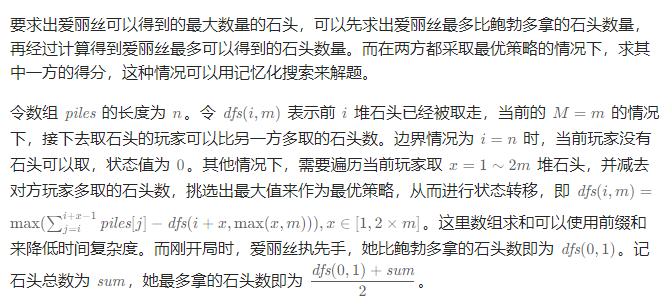 要求出爱丽丝可以得到的最大数量的石头，可以先求出爱丽丝最多比鲍勃多拿的石头数量，
再经过计算得到爱丽丝最多可以得到的石头数量。而在两方都采取最优策略的情况下，求其
中一方的得分，这种情况可以用记忆化搜索来解题。
令数组 piles 的长度为 n。令 dfs(i, m) 表示前 i 堆石头已经被取走，当前的 M = m 的情况
下，接下去取石头的玩家可以比另一方多取的石头数。边界情况为 i = n 时，当前玩家没有
石头可以取，状态值为 0。其他情况下，需要遍历当前玩家取 x = 1 ∼ 2m 堆石头，并减去
对方玩家多取的石头数，挑选出最大值来作为最优策略，从而进行状态转移，即 dfs(i, m) =
max(∑_{j=i}^{i+x−1} piles[j] − dfs(i + x, max(x, m))), x ∈ [1, 2 × m]。这里数组求和可以使用前缀和
来降低时间复杂度。而刚开局时，爱丽丝执先手，她比鲍勃多拿的石头数即为 dfs(0, 1)。记
石头总数为 sum，她最多拿的石头数即为 \frac{dfs(0, 1) + sum}{2}。